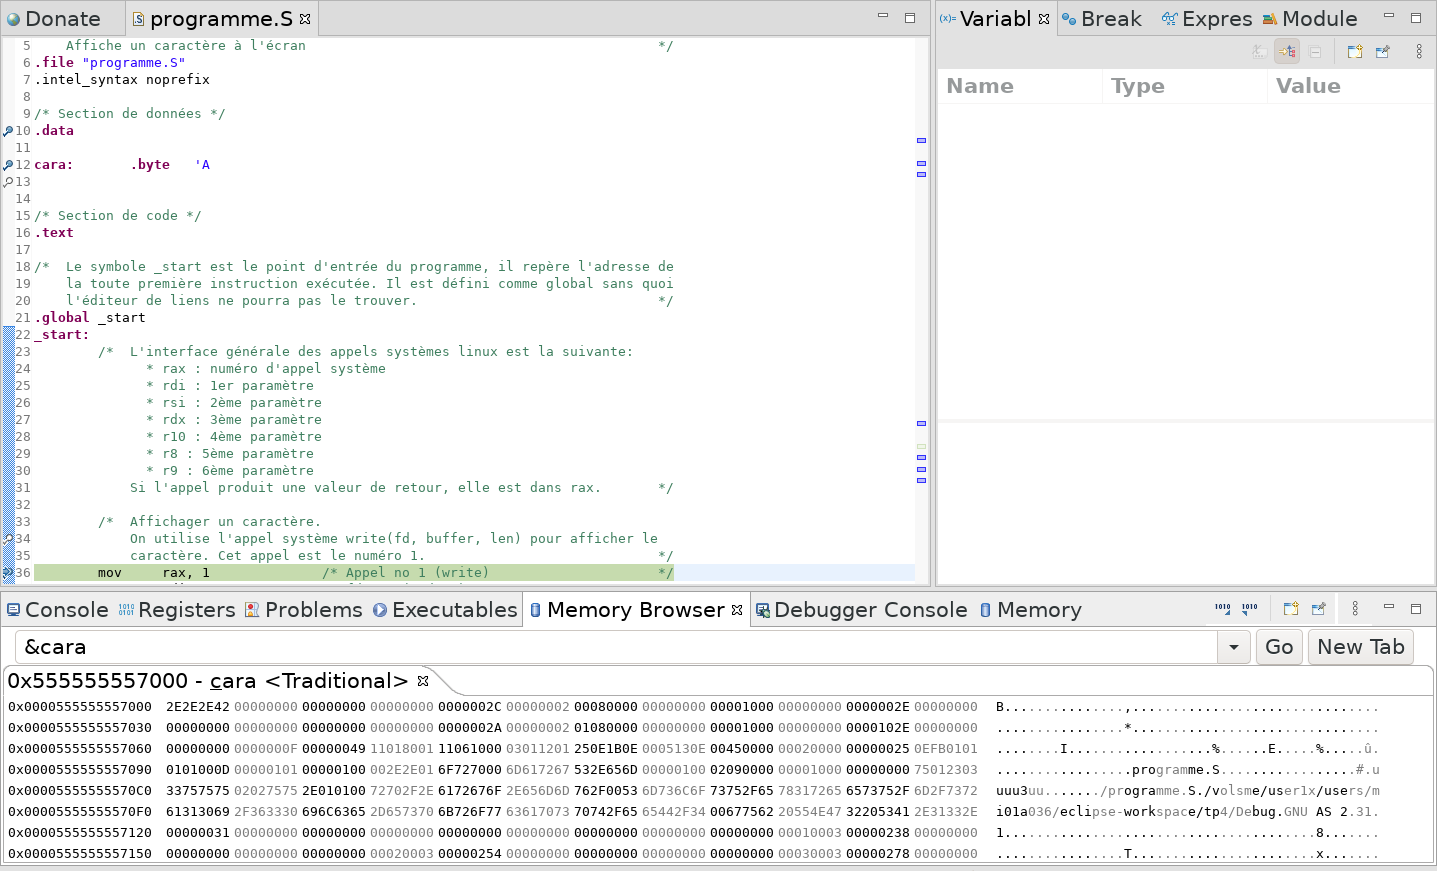 Donate programme.S
5 Affiche un caractère à l'écran */
6 .file "programme.S"
7 .intel_syntax noprefix
8
9 /* Section de données */
10 .data
11
12 cara: .byte 'A
13
14
15 /* Section de code */
16 .text
17
18 /* Le symbole _start est le point d'entrée du programme, il repère l'adresse de
19 la toute première instruction exécutée. Il est défini comme global sans quoi
20 l'éditeur de liens ne pourra pas le trouver. */
21 .global _start
22 _start:
23 /* L'interface générale des appels systèmes linux est la suivante:
24 * rax : numéro d'appel système
25 * rdi : 1er paramètre
26 * rsi : 2ème paramètre
27 * rdx : 3ème paramètre
28 * r10 : 4ème paramètre
29 * r8 : 5ème paramètre
30 * r9 : 6ème paramètre
31 Si l'appel produit une valeur de retour, elle est dans rax. */
32
33 /* Affichager un caractère.
34 On utilise l'appel système write(fd, buffer, len) pour afficher le
35 caractère. Cet appel est le numéro 1. */
36 mov rax, 1 /* Appel no 1 (write) */
(x)= Variabl Break Expres Module
Name Type Value
Console Registers Problems Executables Memory Browser Debugger Console Memory
&cara Go New Tab
0x555555557000 - cara <Traditional>
0x0000555555557000 2E2E2E42 00000000 00000000 00000000 0000002C 00000002 00080000 00000000 00001000 00000000 0000002E 00000000 B...............,...............................
0x0000555555557030 00000000 00000000 00000000 00000000 0000002A 00000000 01080000 00000000 00001000 00000000 0000102E 00000000 ................*...............................
0x0000555555557060 00000000 0000000F 00000049 11018001 11061000 03011201 250E1B0E 0005130E 00450000 00020000 00000025 0EFB0101 ........I..................%......E.....%.....û.
0x0000555555557090 0101000D 00000101 00000100 002E2E01 6F727000 6D617267 532E656D 00000100 02090000 00001000 00000000 75012303 .................programme.S.................#.u
0x00005555555570C0 33757575 02027575 2E010100 72702F2E 6172676F 2E656D6D 762F0053 6D736C6F 73752F65 78317265 6573752F 6D2F7372 uuu3uu....../programme.S./volsme/user1x/users/m
0x00005555555570F0 61313069 2F363330 696C6365 2D657370 6B726F77 63617073 70742F65 65442F34 00677562 20554E47 32205341 2E31332E i01a036/eclipse-workspace/tp4/Debug.GNU AS 2.31.
0x0000555555557120 00000031 00000000 00000000 00000000 00000000 00000000 00000000 00000000 00000000 00010003 00000238 00000000 1.......................................8.......
0x0000555555557150 00000000 00000000 00000000 00020003 00000254 00000000 00000000 00000000 00000000 00030003 00000278 00000000 ................T.......................x.......